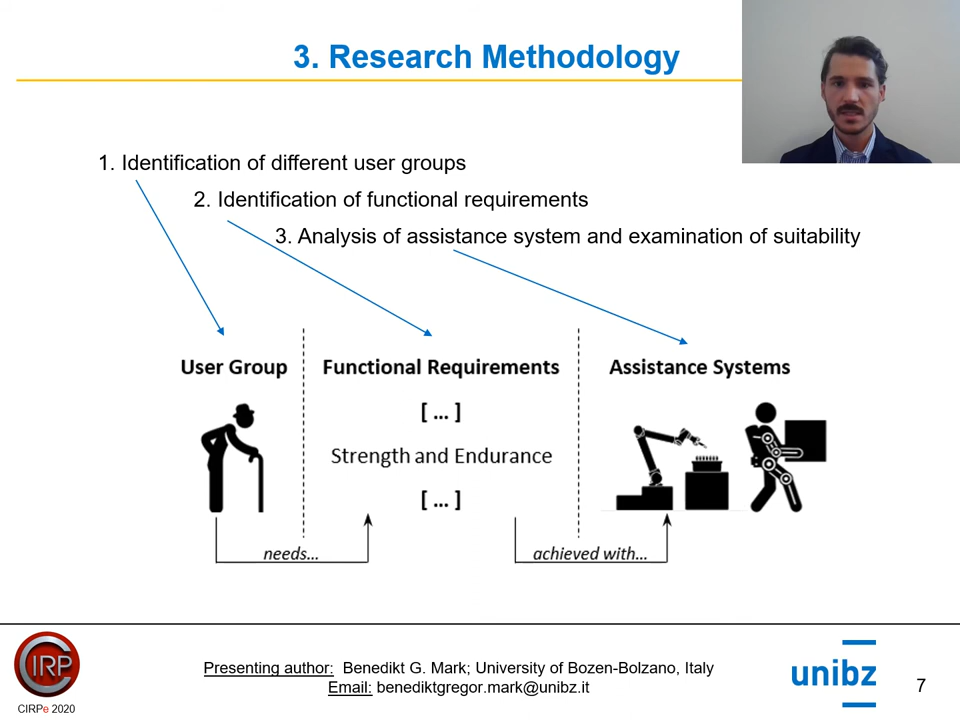 3. Research Methodology
1. Identification of different user groups
2. Identification of functional requirements
3. Analysis of assistance system and examination of suitability
User Group
Functional Requirements
Assistance Systems
[ ... ]
Strength and Endurance
[ ... ]
needs...
achieved with...
CIRP
CIRPe 2020
Presenting author: Benedikt G. Mark; University of Bozen-Bolzano, Italy
Email: benediktgregor.mark@unibz.it
unibz
7